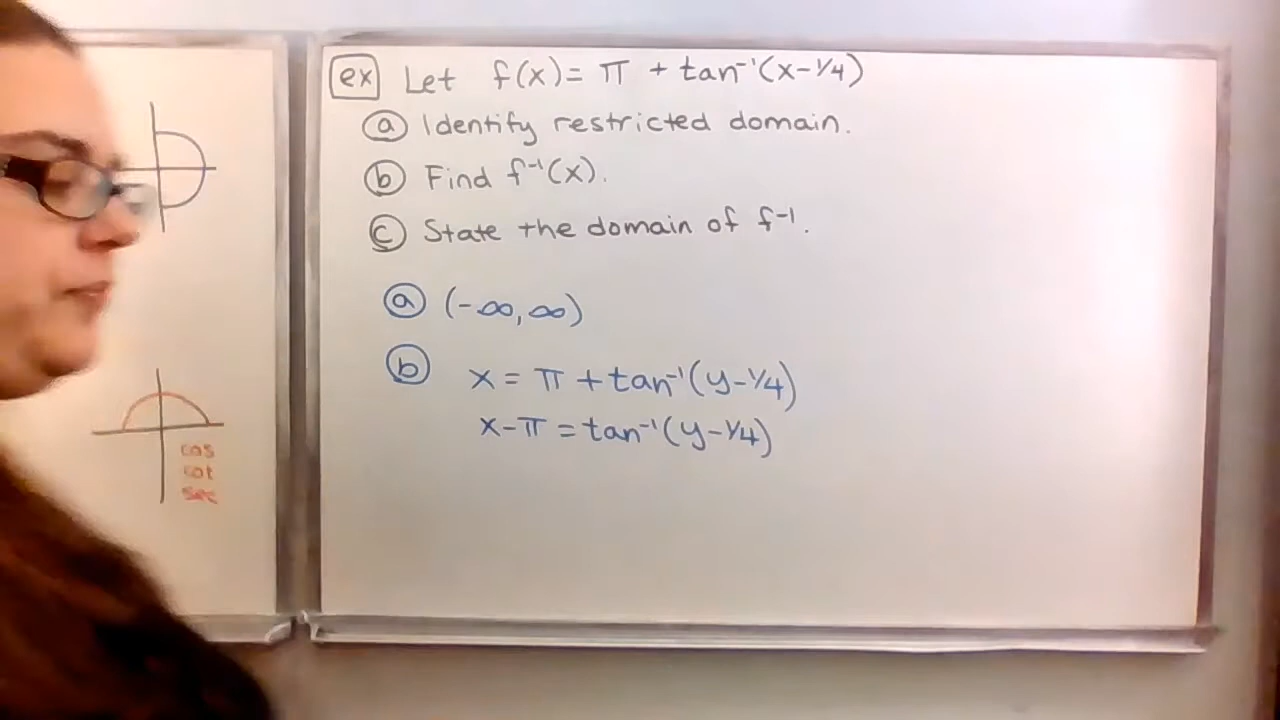 cos
cot
sec
ex Let f(x) = π + tan⁻¹(x-1/4)
a Identify restricted domain.
b Find f⁻¹(x).
c State the domain of f⁻¹.
a (-∞, ∞)
b x = π + tan⁻¹(y-1/4)
x-π = tan⁻¹(y-1/4)